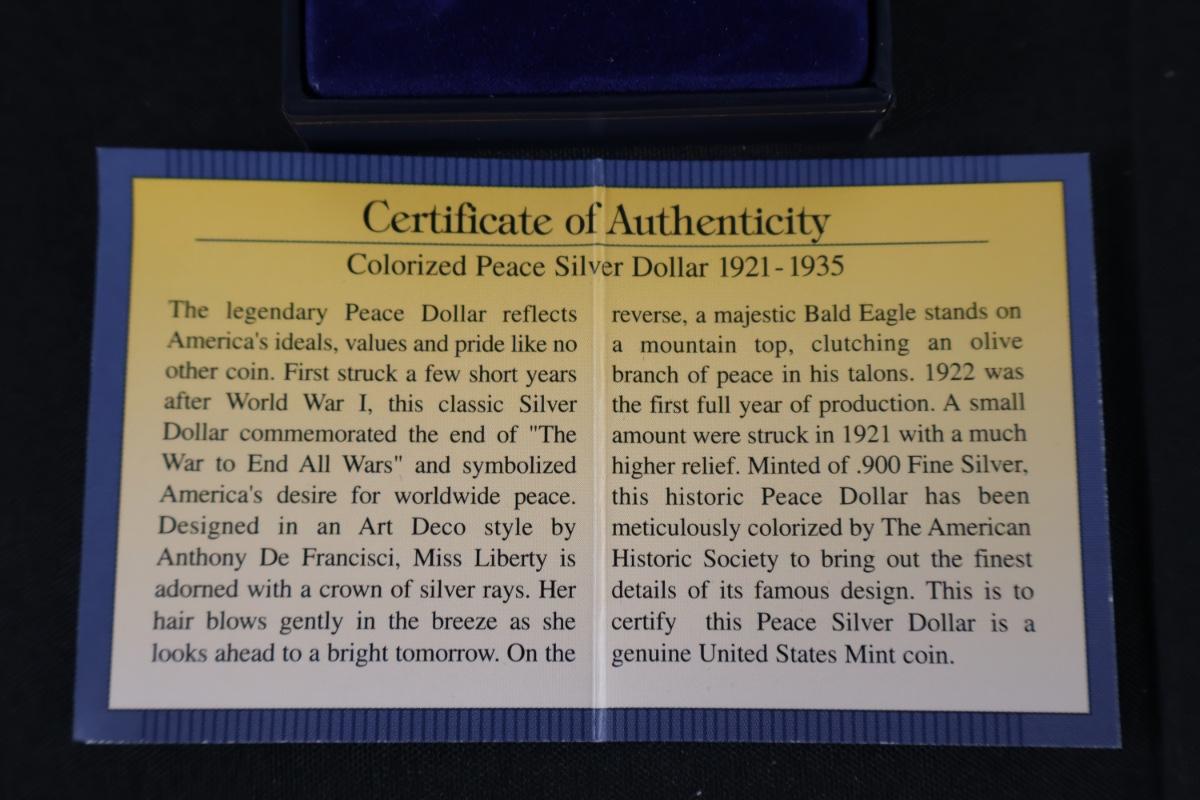 Certificate of Authenticity
Colorized Peace Silver Dollar 1921-1935
The legendary Peace Dollar reflects
America's ideals, values and pride like no
other coin. First struck a few short years
after World War I, this classic Silver
Dollar commemorated the end of "The
War to End All Wars" and symbolized
America's desire for worldwide peace.
Designed in an Art Deco style by
Anthony De Francisci, Miss Liberty is
adorned with a crown of silver rays. Her
hair blows gently in the breeze as she
looks ahead to a bright tomorrow. On the
reverse, a majestic Bald Eagle stands on
a mountain top, clutching an olive
branch of peace in his talons. 1922 was
the first full year of production. A small
amount were struck in 1921 with a much
higher relief. Minted of .900 Fine Silver,
this historic Peace Dollar has been
meticulously colorized by The American
Historic Society to bring out the finest
details of its famous design. This is to
certify this Peace Silver Dollar is a
genuine United States Mint coin.